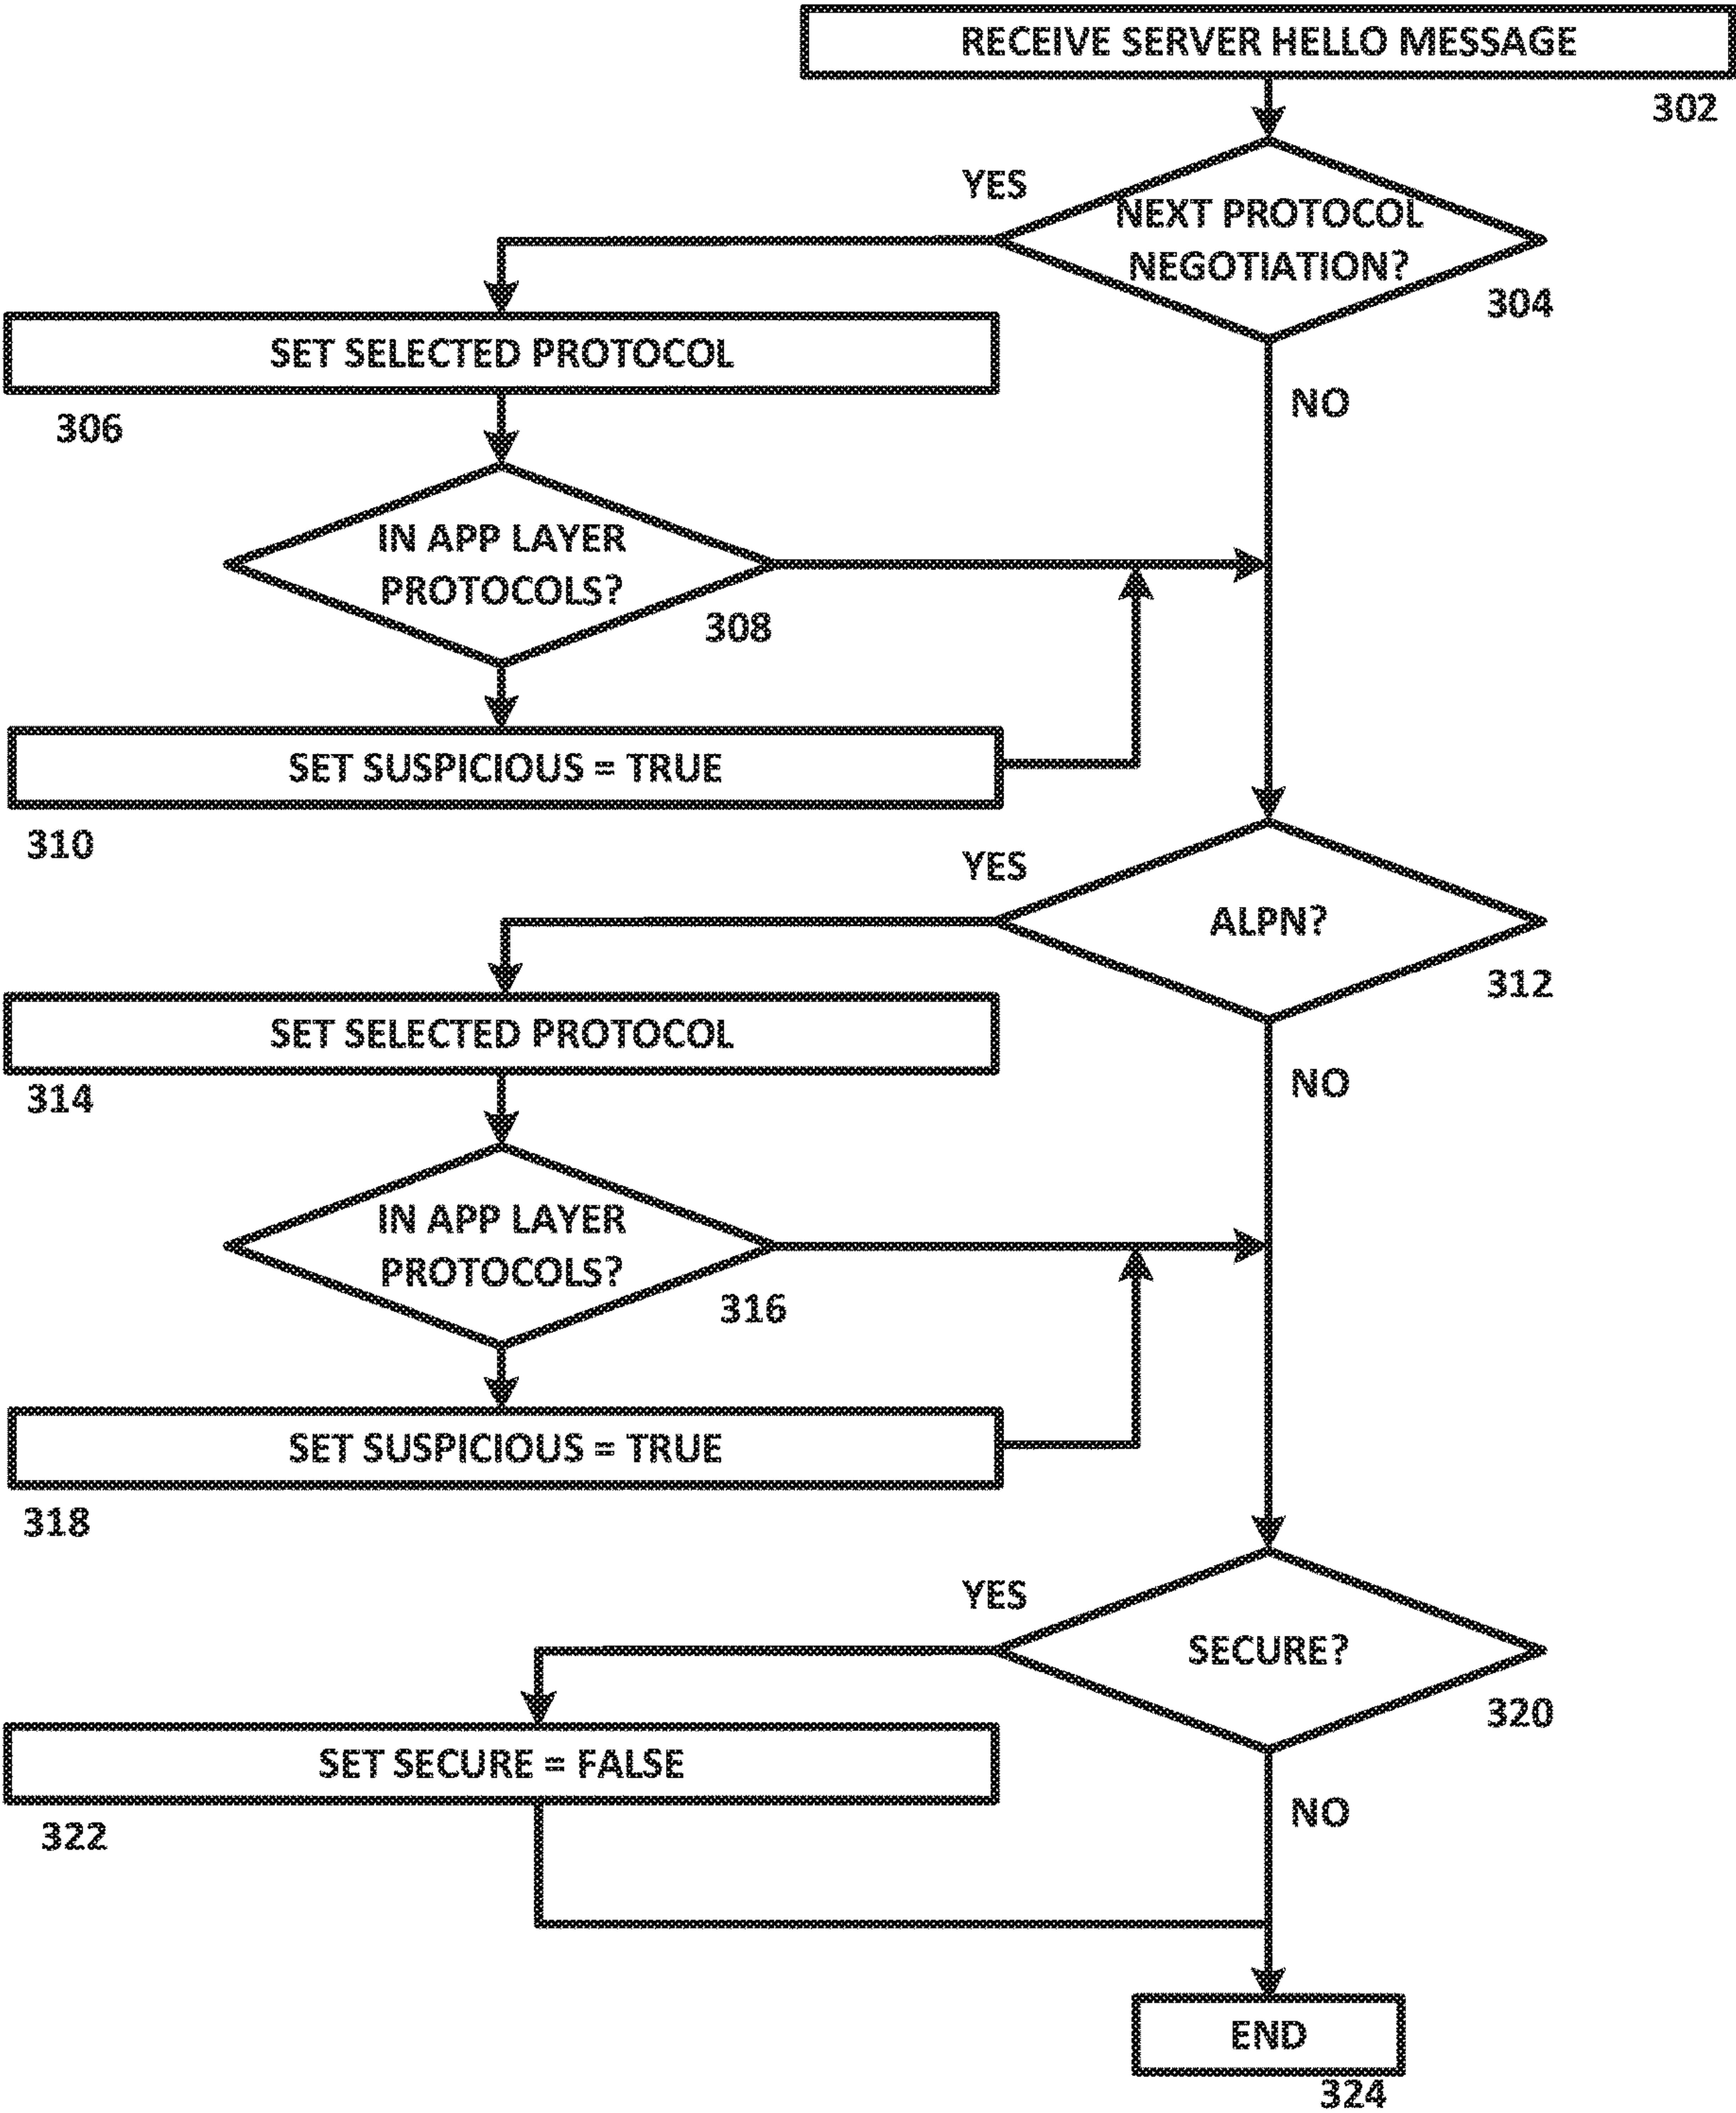 RECEIVE SERVER HELLO MESSAGE
302
YES
NEXT PROTOCOL
NEGOTIATION?
304
SET SELECTED PROTOCOL
306
NO
IN APP LAYER
PROTOCOLS?
308
SET SUSPICIOUS = TRUE
310
YES
ALPN?
312
SET SELECTED PROTOCOL
314
NO
IN APP LAYER
PROTOCOLS?
316
SET SUSPICIOUS = TRUE
318
YES
SECURE?
320
SET SECURE = FALSE
322
NO
END
324